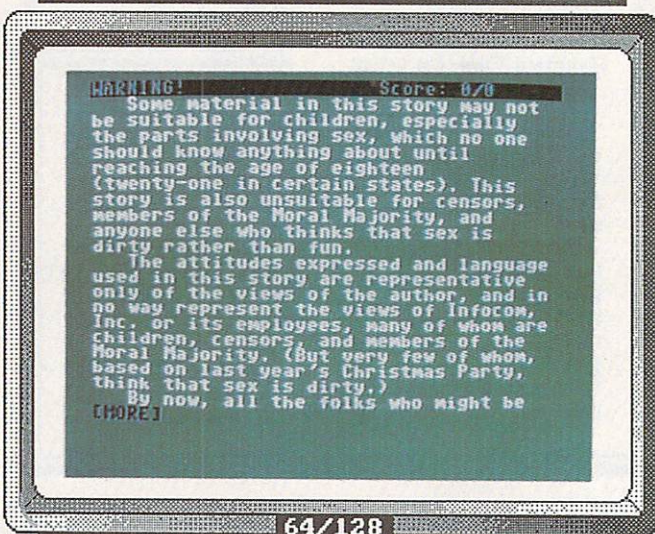 WARNING! Score: 0/0
Some material in this story may not
be suitable for children, especially
the parts involving sex, which no one
should know anything about until
reaching the age of eighteen
(twenty-one in certain states). This
story is also unsuitable for censors,
members of the Moral Majority, and
anyone else who thinks that sex is
dirty rather than fun.
The attitudes expressed and language
used in this story are representative
only of the views of the author, and in
no way represent the views of Infocom,
Inc. or its employees, many of whom are
children, censors, and members of the
Moral Majority. (But very few of whom,
based on last year's Christmas Party,
think that sex is dirty.)
By now, all the folks who might be
[MORE]
64/128